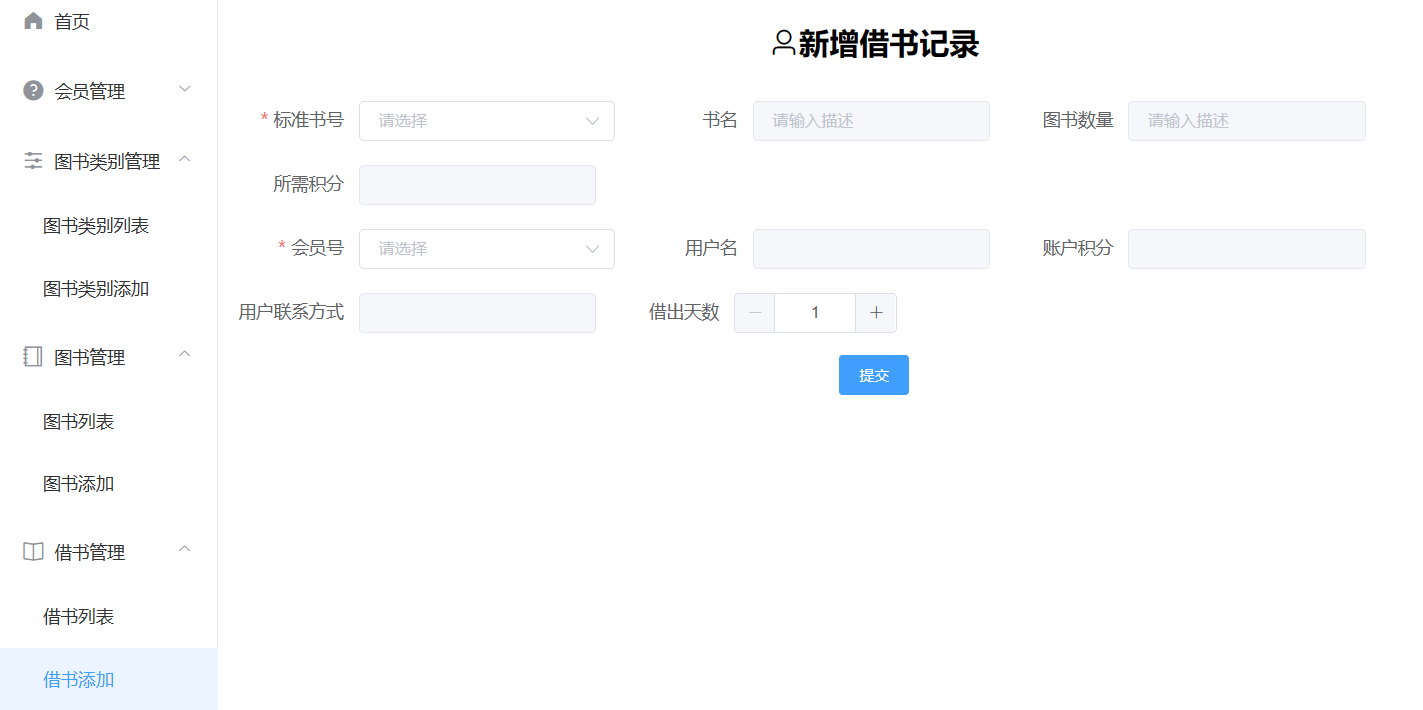 首页
会员管理
图书类别管理
图书类别列表
图书类别添加
图书管理
图书列表
图书添加
借书管理
借书列表
借书添加
新增借书记录
* 标准书号 请选择 书名 请输入描述 图书数量 请输入描述
所需积分
* 会员号 请选择 用户名 账户积分
用户联系方式 借出天数 — 1 +
提交